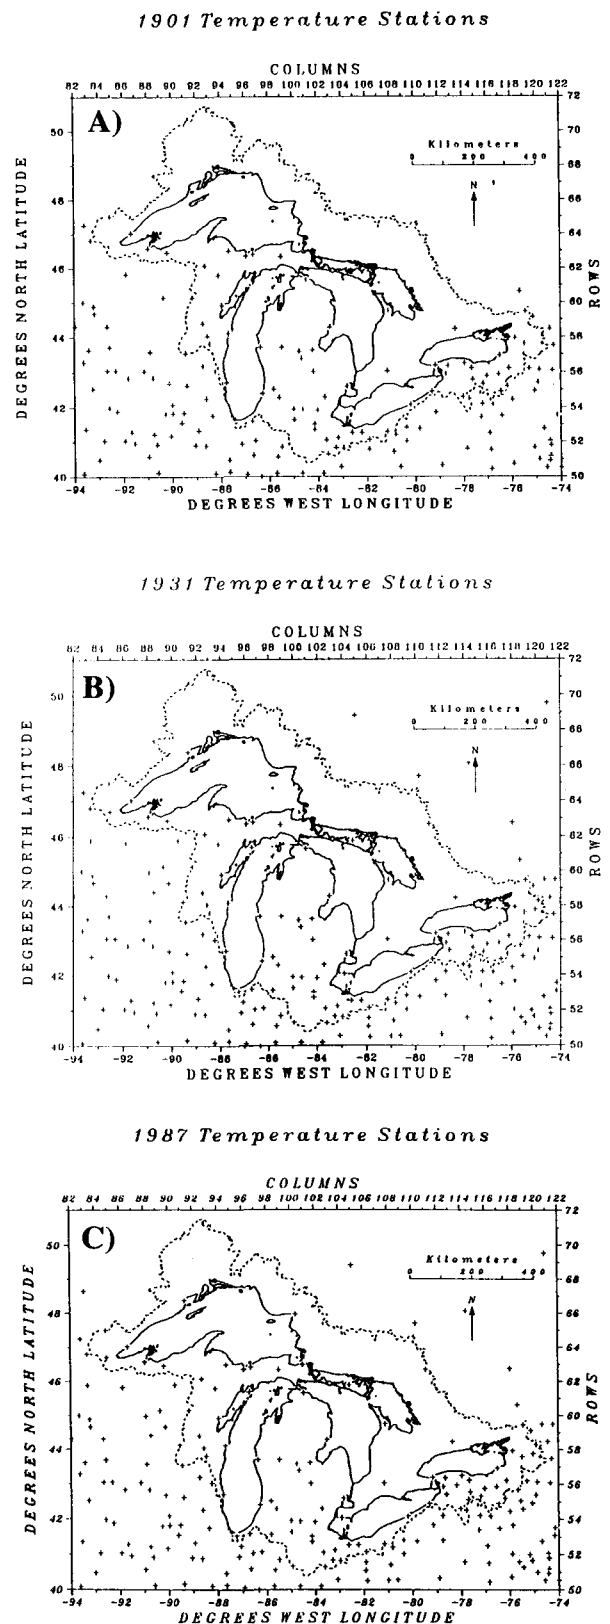 1901 Temperature Stations
COLUMNS
82 84 86 88 90 92 93 94 96 98 100 102 104 106 108 110 112 114 116 118 120 122
A)
Kilometers
0 200 400
N
DEGREES NORTH LATITUDE
50
48
46
44
42
40
ROWS
72
70
68
66
64
62
60
58
56
54
52
50
-94 -92 -90 -88 -86 -84 -82 -80 -78 -76 -74
DEGREES WEST LONGITUDE
1931 Temperature Stations
COLUMNS
82 84 86 88 90 92 94 96 98 100 102 104 106 108 110 112 114 116 118 120 122
B)
Kilometers
0 200 400
N
DEGREES NORTH LATITUDE
50
48
46
44
42
40
ROWS
72
70
68
66
64
62
60
58
56
54
52
50
-94 -92 -90 -88 -86 -84 -82 -80 -78 -76 -74
DEGREES WEST LONGITUDE
1987 Temperature Stations
COLUMNS
82 84 86 88 90 92 94 96 98 100 102 104 106 108 110 112 114 116 118 120 122
C)
Kilometers
0 200 400
N
DEGREES NORTH LATITUDE
50
48
46
44
42
40
ROWS
72
70
68
66
64
62
60
58
56
54
52
50
-94 -92 -90 -88 -86 -84 -82 -80 -78 -76 -74
DEGREES WEST LONGITUDE